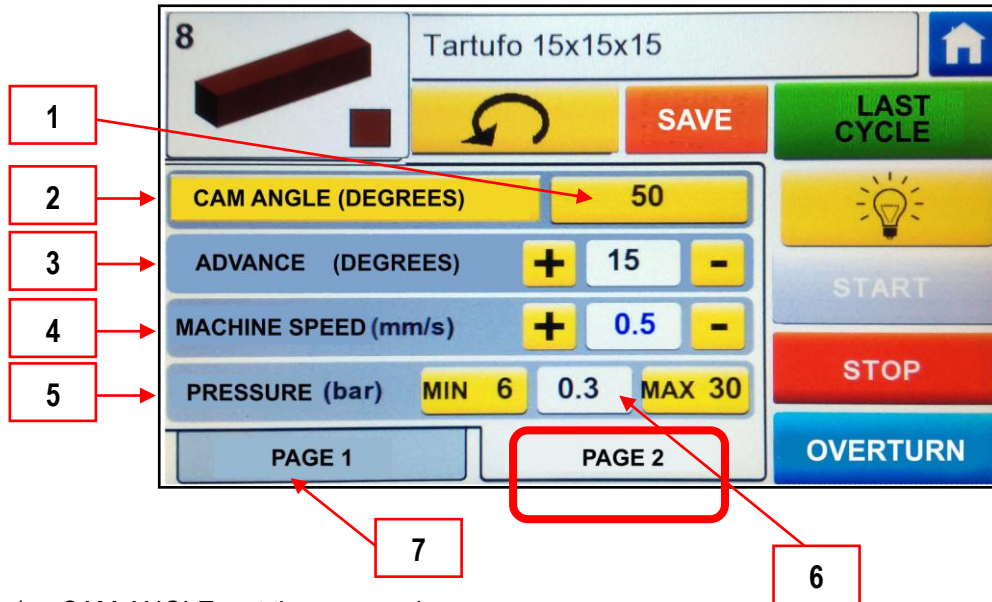 8
Tartufo 15x15x15
SAVE
LAST CYCLE
1
2
CAM ANGLE (DEGREES) 50
3
ADVANCE (DEGREES) + 15 -
START
4
MACHINE SPEED (mm/s) + 0.5 -
STOP
5
PRESSURE (bar) MIN 6 0.3 MAX 30
PAGE 1 PAGE 2
OVERTURN
7
6
CAM ANGLE